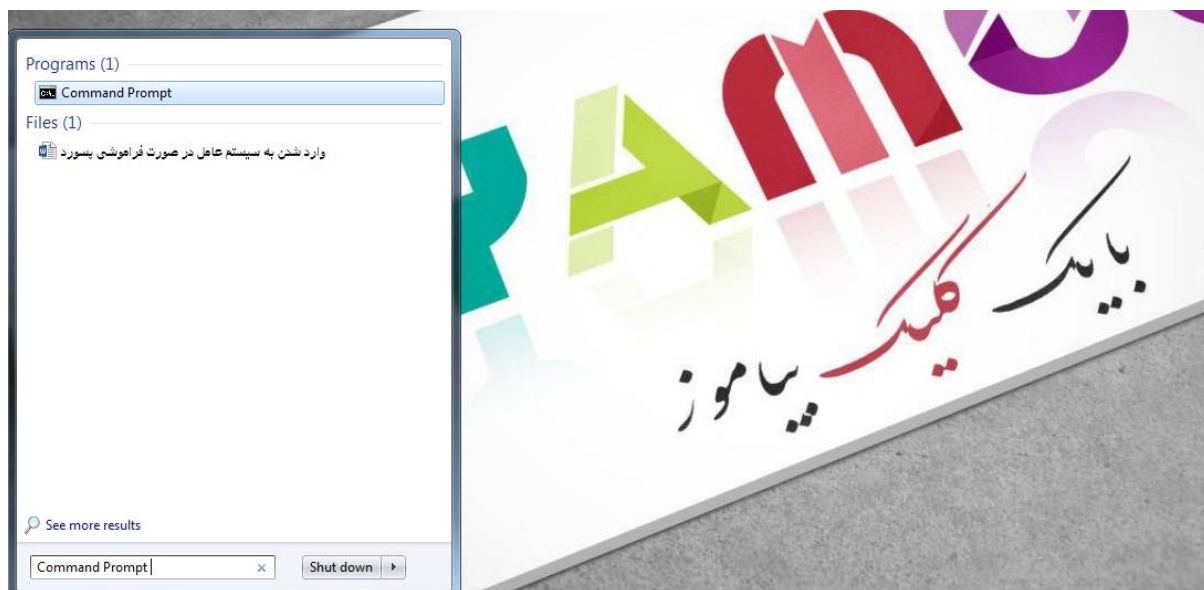 Programs (1)
Command Prompt
Files (1)
وارد شدن به سیستم عامل در صورت فراموشی پسورد
See more results
Command Prompt
Shut down
PAMO
با یک کلیک بیاموز